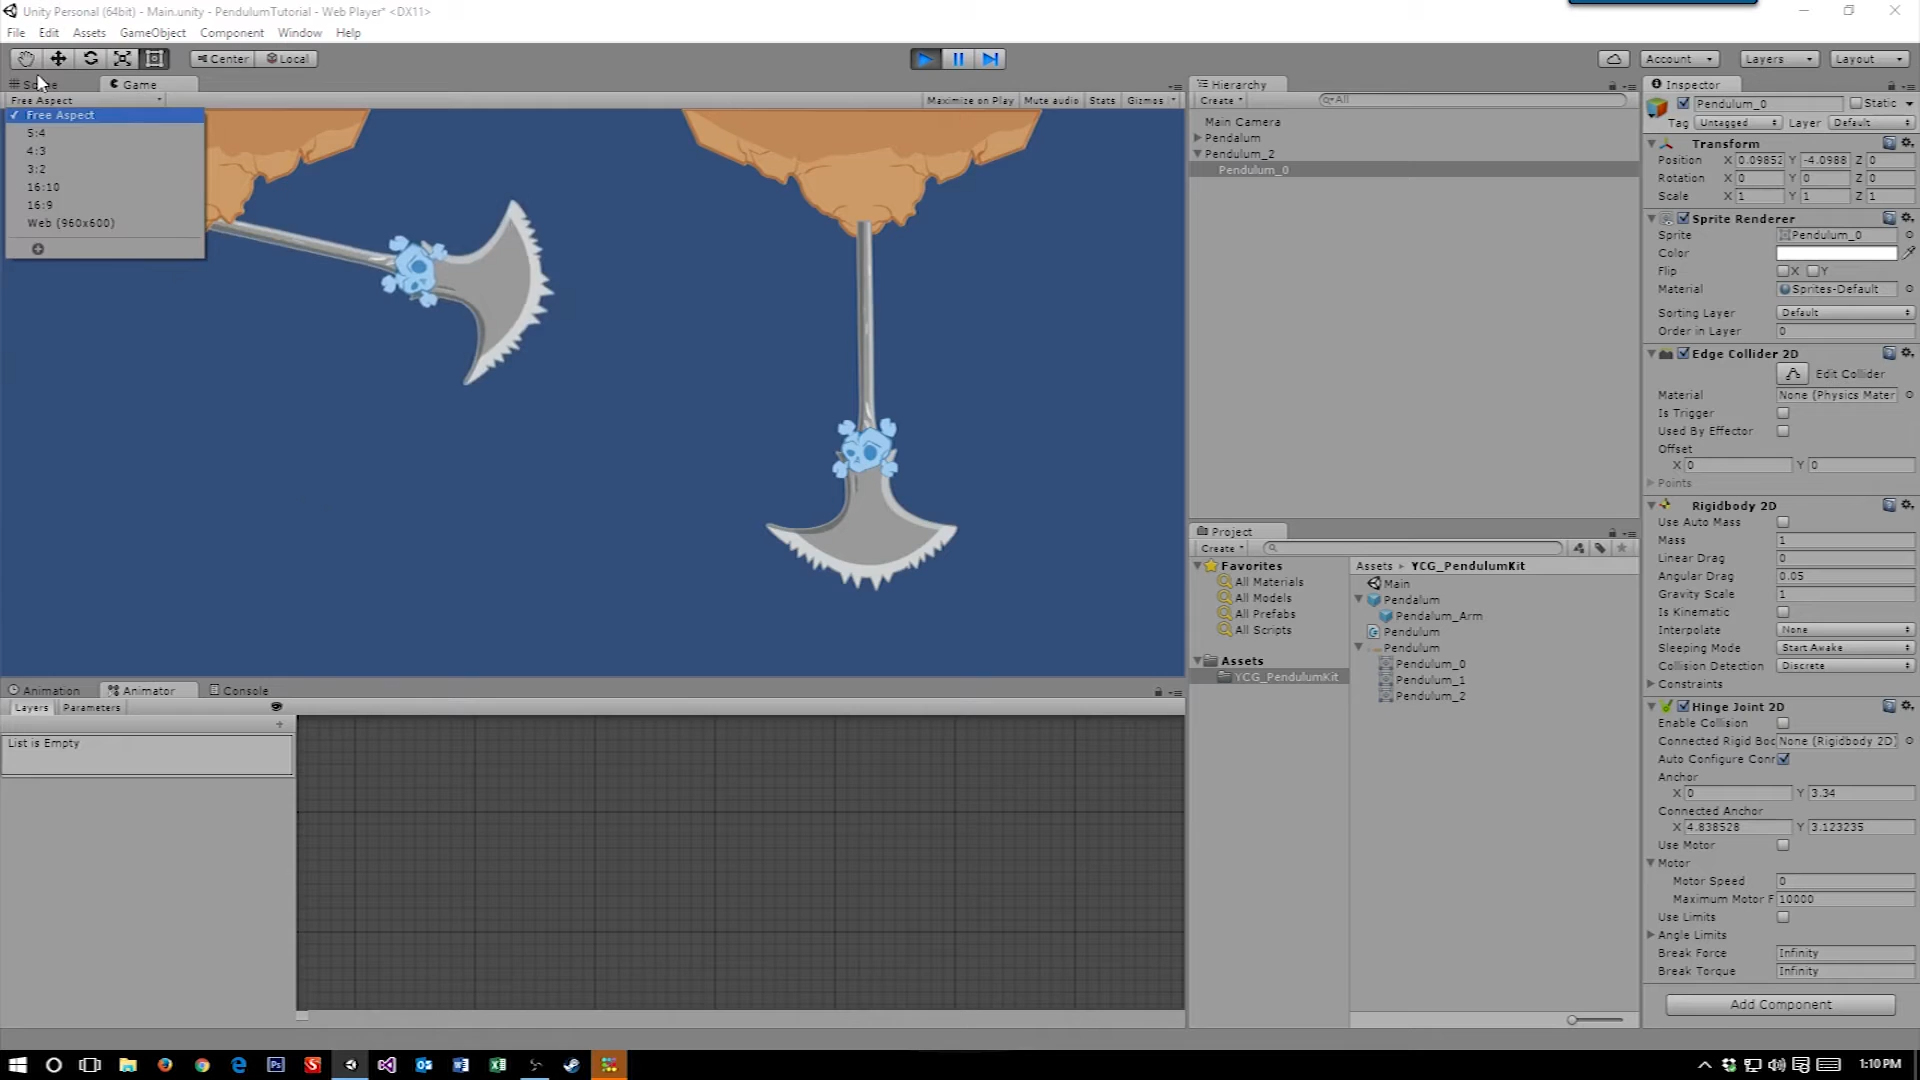 Unity Personal (64bit) - Main.unity - PendulumTutorial - Web Player* <DX11>
File Edit Assets GameObject Component Window Help
Center Local
Account Layers Layout
Game
Free Aspect
Maximize on Play Mute audio Stats Gizmos
Free Aspect
5:4
4:3
3:2
16:10
16:9
Web (960x600)
Hierarchy
Create All
Main Camera
Pendalum
Pendulum_2
Pendulum_0
Project
Create
Favorites
All Materials
All Models
All Prefabs
All Scripts
Assets
YCG_PendulumKit
Assets YCG_PendulumKit
Main
Pendalum
Pendalum_Arm
Pendulum
Pendulum
Pendulum_0
Pendulum_1
Pendulum_2
Inspector
Pendulum_0 Static
Tag Untagged Layer Default
Transform
Position X 0.09852 Y -4.0988 Z 0
Rotation X 0 Y 0 Z 0
Scale X 1 Y 1 Z 1
Sprite Renderer
Sprite Pendulum_0
Color
Flip X Y
Material Sprites-Default
Sorting Layer Default
Order in Layer 0
Edge Collider 2D
Edit Collider
Material None (Physics Mater
Is Trigger
Used By Effector
Offset
X 0 Y 0
Points
Rigidbody 2D
Use Auto Mass
Mass 1
Linear Drag 0
Angular Drag 0.05
Gravity Scale 1
Is Kinematic
Interpolate None
Sleeping Mode Start Awake
Collision Detection Discrete
Constraints
Hinge Joint 2D
Enable Collision
Connected Rigid Boc None (Rigidbody 2D)
Auto Configure Conr
Anchor
X 0 Y 3.34
Connected Anchor
X 4.838528 Y 3.123235
Use Motor
Motor
Motor Speed 0
Maximum Motor F 10000
Use Limits
Angle Limits
Break Force Infinity
Break Torque Infinity
Add Component
Animation Animator Console
Layers Parameters
List is Empty
1:10 PM